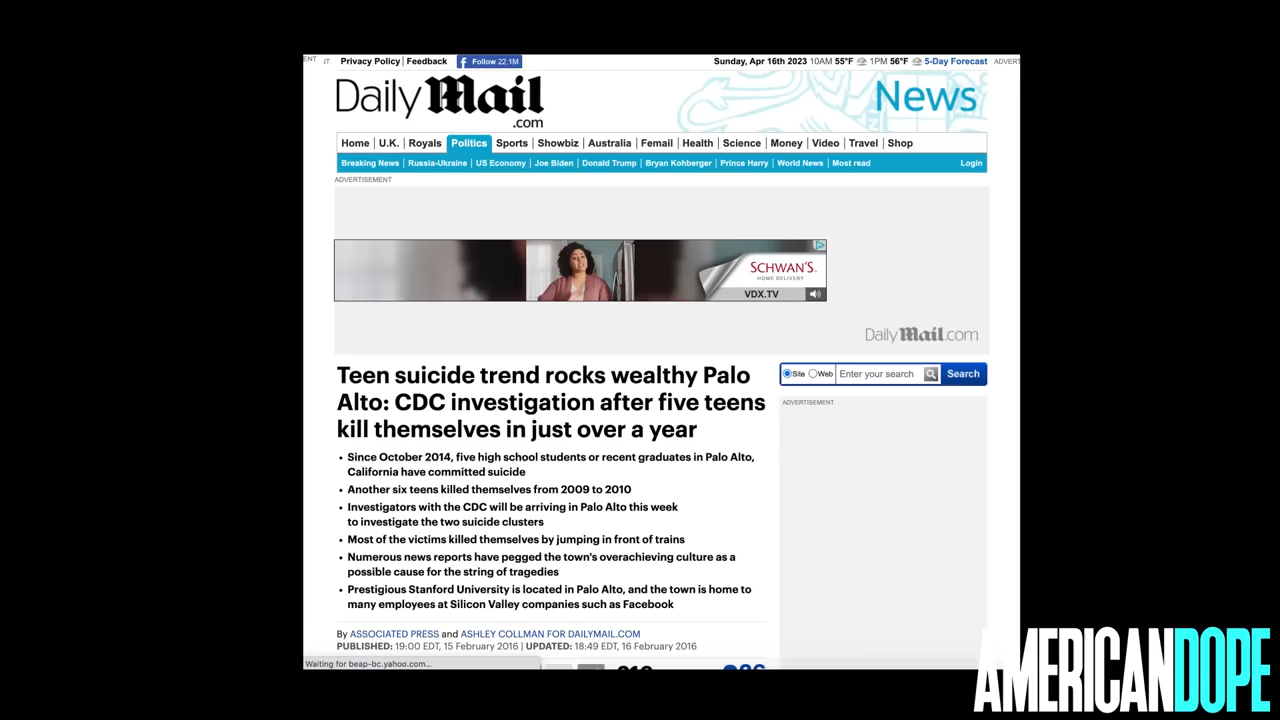 ENT IT Privacy Policy | Feedback Follow 22.1M Sunday, Apr 16th 2023 10AM 55°F 1PM 56°F 5-Day Forecast ADVERT
Daily Mail
.com
News
Home U.K. Royals Politics Sports Showbiz Australia Femail Health Science Money Video Travel Shop
Breaking News Russia-Ukraine US Economy Joe Biden Donald Trump Bryan Kohberger Prince Harry World News Most read Login
ADVERTISEMENT
SCHWAN'S.
HOME DELIVERY
VDX.TV
Daily Mail.com
Teen suicide trend rocks wealthy Palo
Alto: CDC investigation after five teens
kill themselves in just over a year
Site Web Enter your search Search
ADVERTISEMENT
• Since October 2014, five high school students or recent graduates in Palo Alto,
California have committed suicide
• Another six teens killed themselves from 2009 to 2010
• Investigators with the CDC will be arriving in Palo Alto this week
to investigate the two suicide clusters
• Most of the victims killed themselves by jumping in front of trains
• Numerous news reports have pegged the town's overachieving culture as a
possible cause for the string of tragedies
• Prestigious Stanford University is located in Palo Alto, and the town is home to
many employees at Silicon Valley companies such as Facebook
By ASSOCIATED PRESS and ASHLEY COLLMAN FOR DAILYMAIL.COM
PUBLISHED: 19:00 EDT, 15 February 2016 | UPDATED: 18:49 EDT, 16 February 2016
Waiting for beap-bc.yahoo.com...
AMERICANDOPE